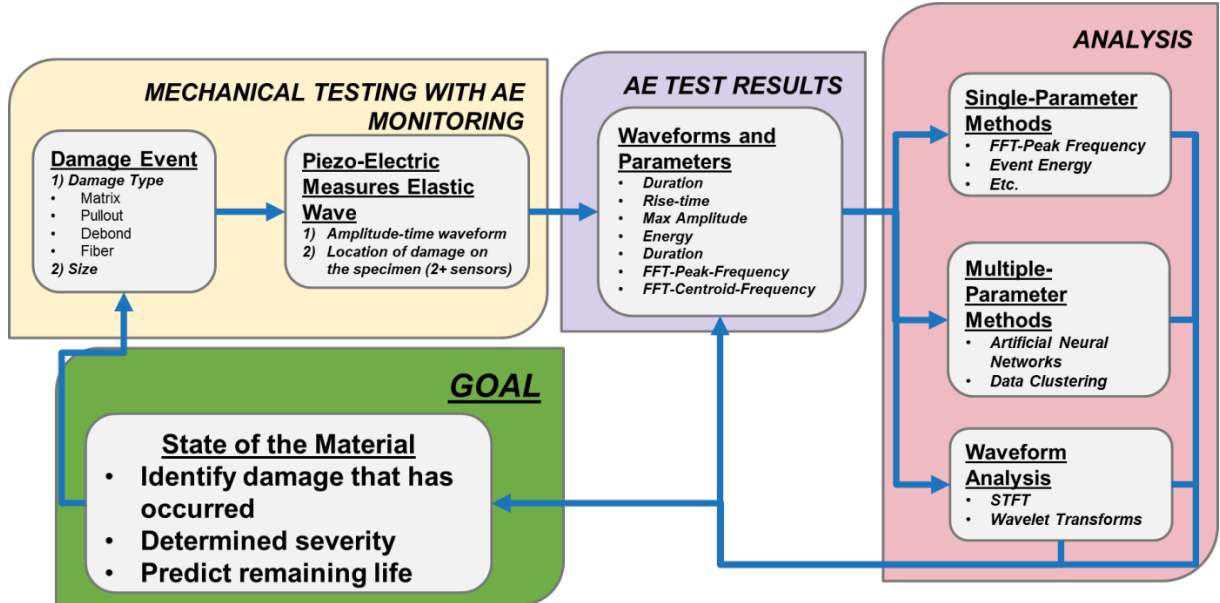 MECHANICAL TESTING WITH AE
MONITORING
Damage Event
1) Damage Type
• Matrix
• Pullout
• Debond
• Fiber
2) Size
Piezo-Electric
Measures Elastic
Wave
1) Amplitude-time waveform
2) Location of damage on
the specimen (2+ sensors)
AE TEST RESULTS
Waveforms and
Parameters
• Duration
• Rise-time
• Max Amplitude
• Energy
• Duration
• FFT-Peak-Frequency
• FFT-Centroid-Frequency
ANALYSIS
Single-Parameter
Methods
• FFT-Peak Frequency
• Event Energy
• Etc.
Multiple-
Parameter
Methods
• Artificial Neural
Networks
• Data Clustering
Waveform
Analysis
• STFT
• Wavelet Transforms
GOAL
State of the Material
• Identify damage that has
occurred
• Determined severity
• Predict remaining life